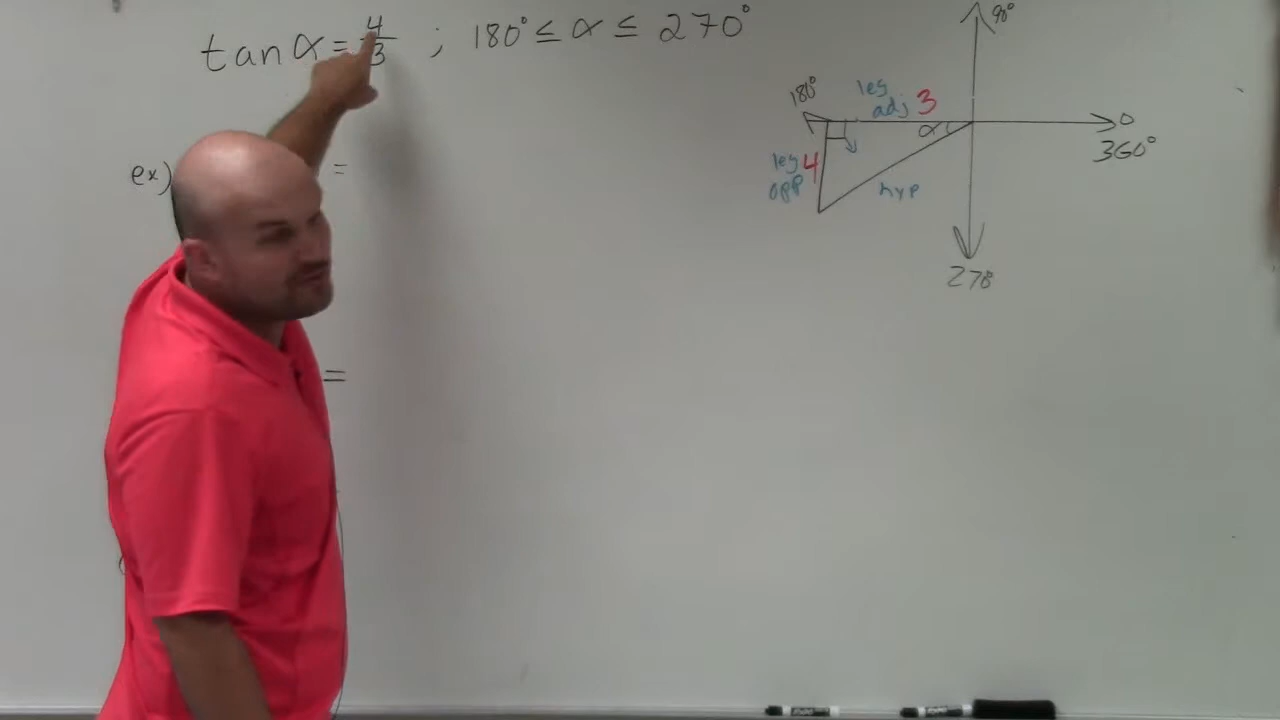 tan α = 4/3 ; 180° ≤ α ≤ 270°
90°
180°
leg
adj 3
α
0
360°
leg 4
opp
hyp
270
ex)
=
=